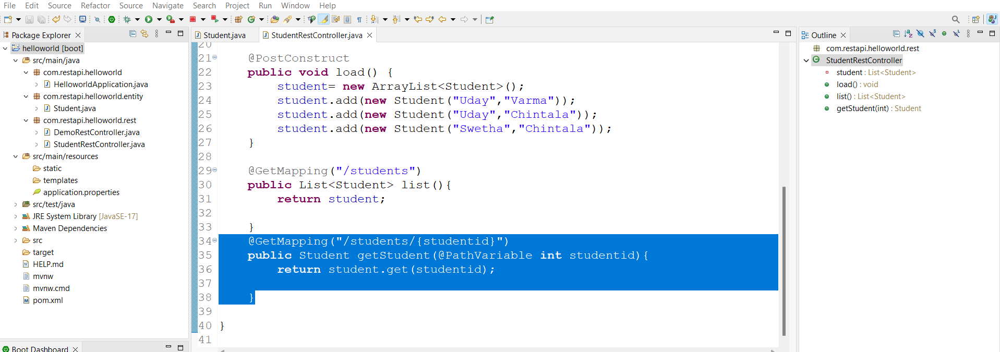 File Edit Source Refactor Source Navigate Search Project Run Window Help
Package Explorer
helloworld [boot]
src/main/java
com.restapi.helloworld
HelloworldApplication.java
com.restapi.helloworld.entity
Student.java
com.restapi.helloworld.rest
DemoRestController.java
StudentRestController.java
src/main/resources
static
templates
application.properties
src/test/java
JRE System Library [JavaSE-17]
Maven Dependencies
src
target
HELP.md
mvnw
mvnw.cmd
pom.xml
Boot Dashboard
Student.java StudentRestController.java
20
21 @PostConstruct
22 public void load() {
23 student= new ArrayList<Student>();
24 student.add(new Student("Uday","Varma"));
25 student.add(new Student("Uday","Chintala"));
26 student.add(new Student("Swetha","Chintala"));
27 }
28
29 @GetMapping("/students")
30 public List<Student> list(){
31 return student;
32
33 }
34 @GetMapping("/students/{studentid}")
35 public Student getStudent(@PathVariable int studentid){
36 return student.get(studentid);
37
38 }
39
40 }
41
Outline
com.restapi.helloworld.rest
StudentRestController
student : List<Student>
load() : void
list() : List<Student>
getStudent(int) : Student